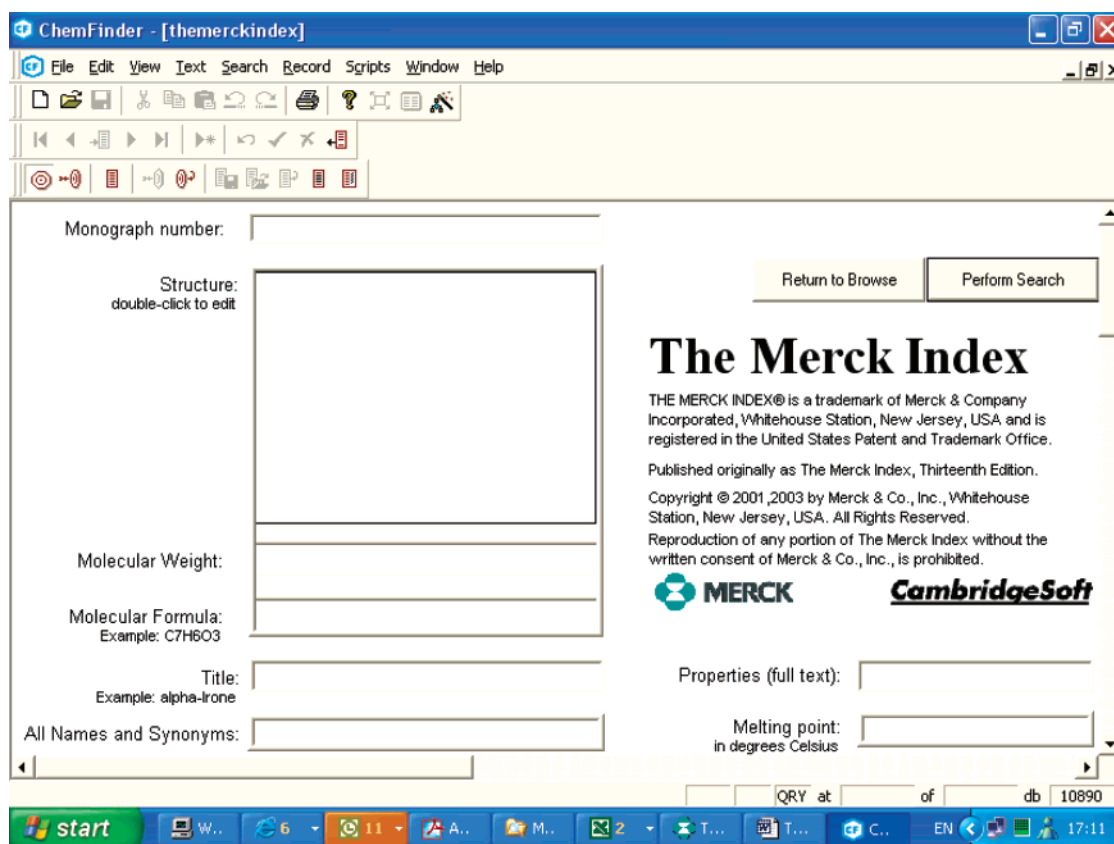 ChemFinder - [themerckindex]
File Edit View Text Search Record Scripts Window Help
Monograph number:
Structure:
double-click to edit
Return to Browse
Perform Search
The Merck Index
THE MERCK INDEX® is a trademark of Merck & Company
Incorporated, Whitehouse Station, New Jersey, USA and is
registered in the United States Patent and Trademark Office.
Published originally as The Merck Index, Thirteenth Edition.
Copyright © 2001,2003 by Merck & Co., Inc., Whitehouse
Station, New Jersey, USA. All Rights Reserved.
Reproduction of any portion of The Merck Index without the
written consent of Merck & Co., Inc., is prohibited.
MERCK
CambridgeSoft
Molecular Weight:
Molecular Formula:
Example: C7H6O3
Title:
Example: alpha-Irone
Properties (full text):
All Names and Synonyms:
Melting point:
in degrees Celsius
QRY at of db 10890
start W.. 6 11 A.. M.. 2 T... T... C.. EN 17:11